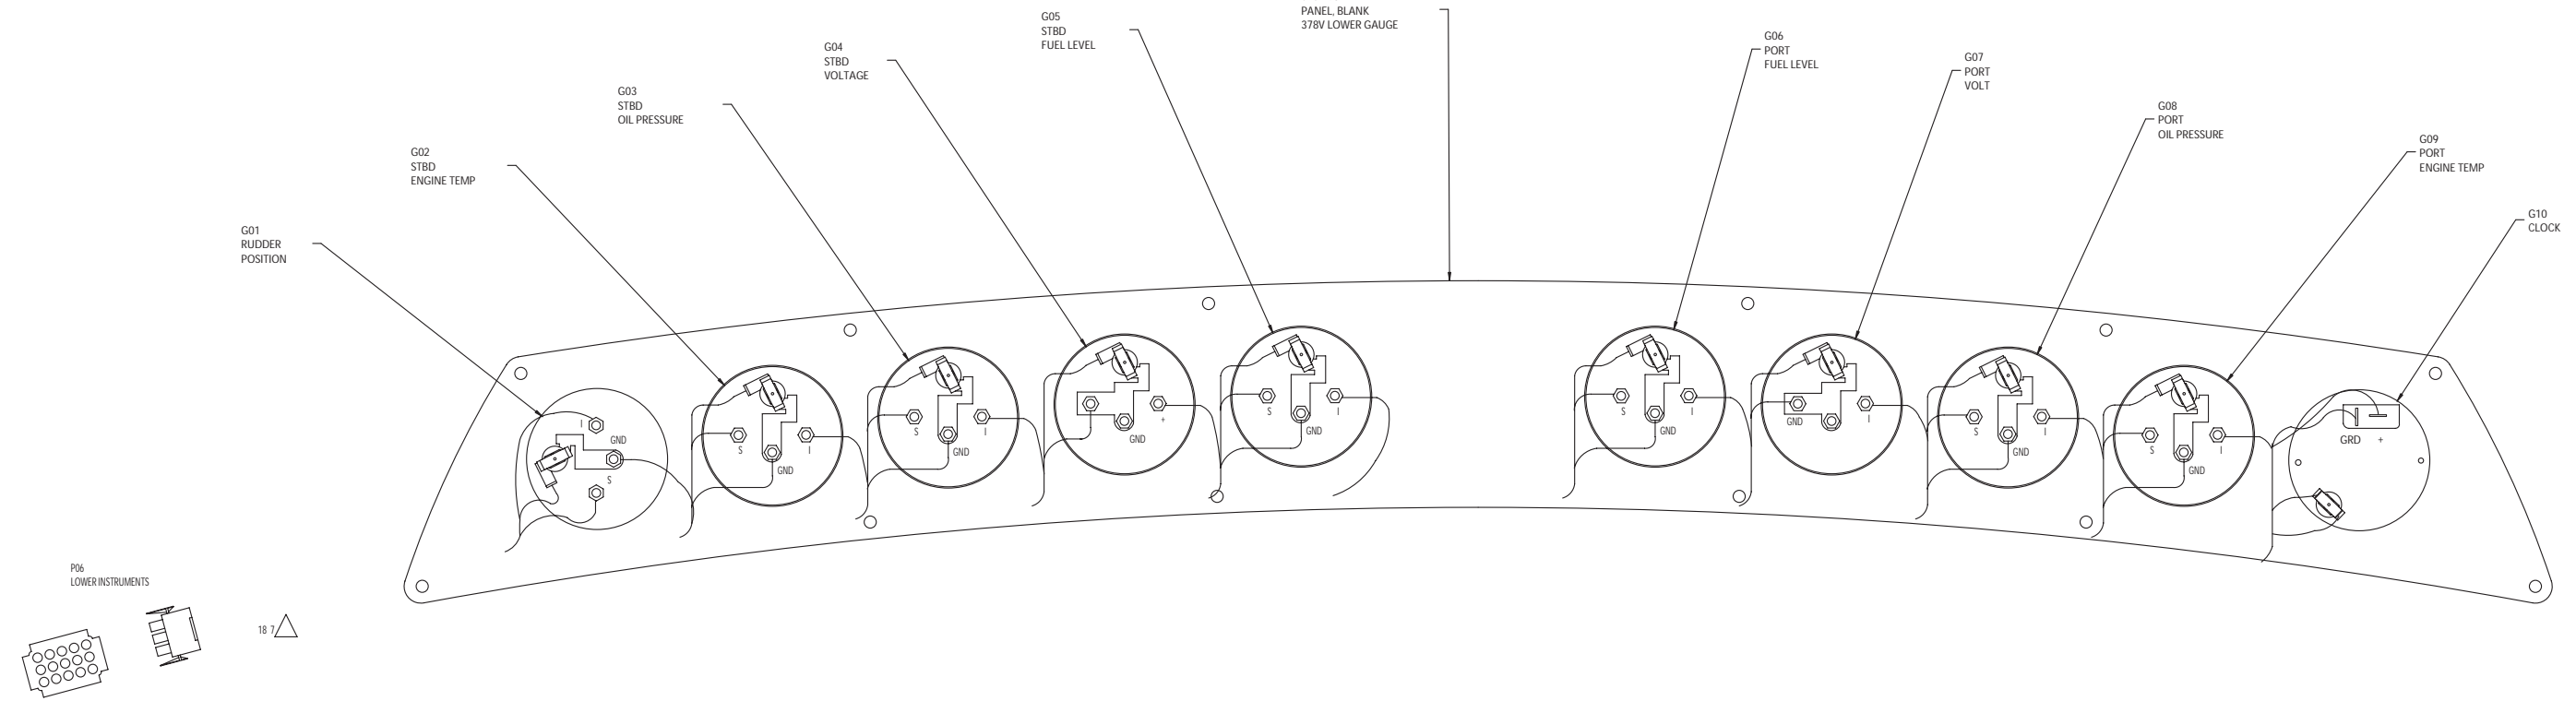 PANEL, BLANK
378V LOWER GAUGE
G05
STBD
FUEL LEVEL
G04
STBD
VOLTAGE
G03
STBD
OIL PRESSURE
G02
STBD
ENGINE TEMP
G01
RUDDER
POSITION
G06
PORT
FUEL LEVEL
G07
PORT
VOLT
G08
PORT
OIL PRESSURE
G09
PORT
ENGINE TEMP
G10
CLOCK
I
GND
S
S
I
GND
S
I
GND
+
GND
S
I
GND
S
I
GND
GND
I
S
I
GND
S
I
GND
GRD +
P06
LOWER INSTRUMENTS
18 7